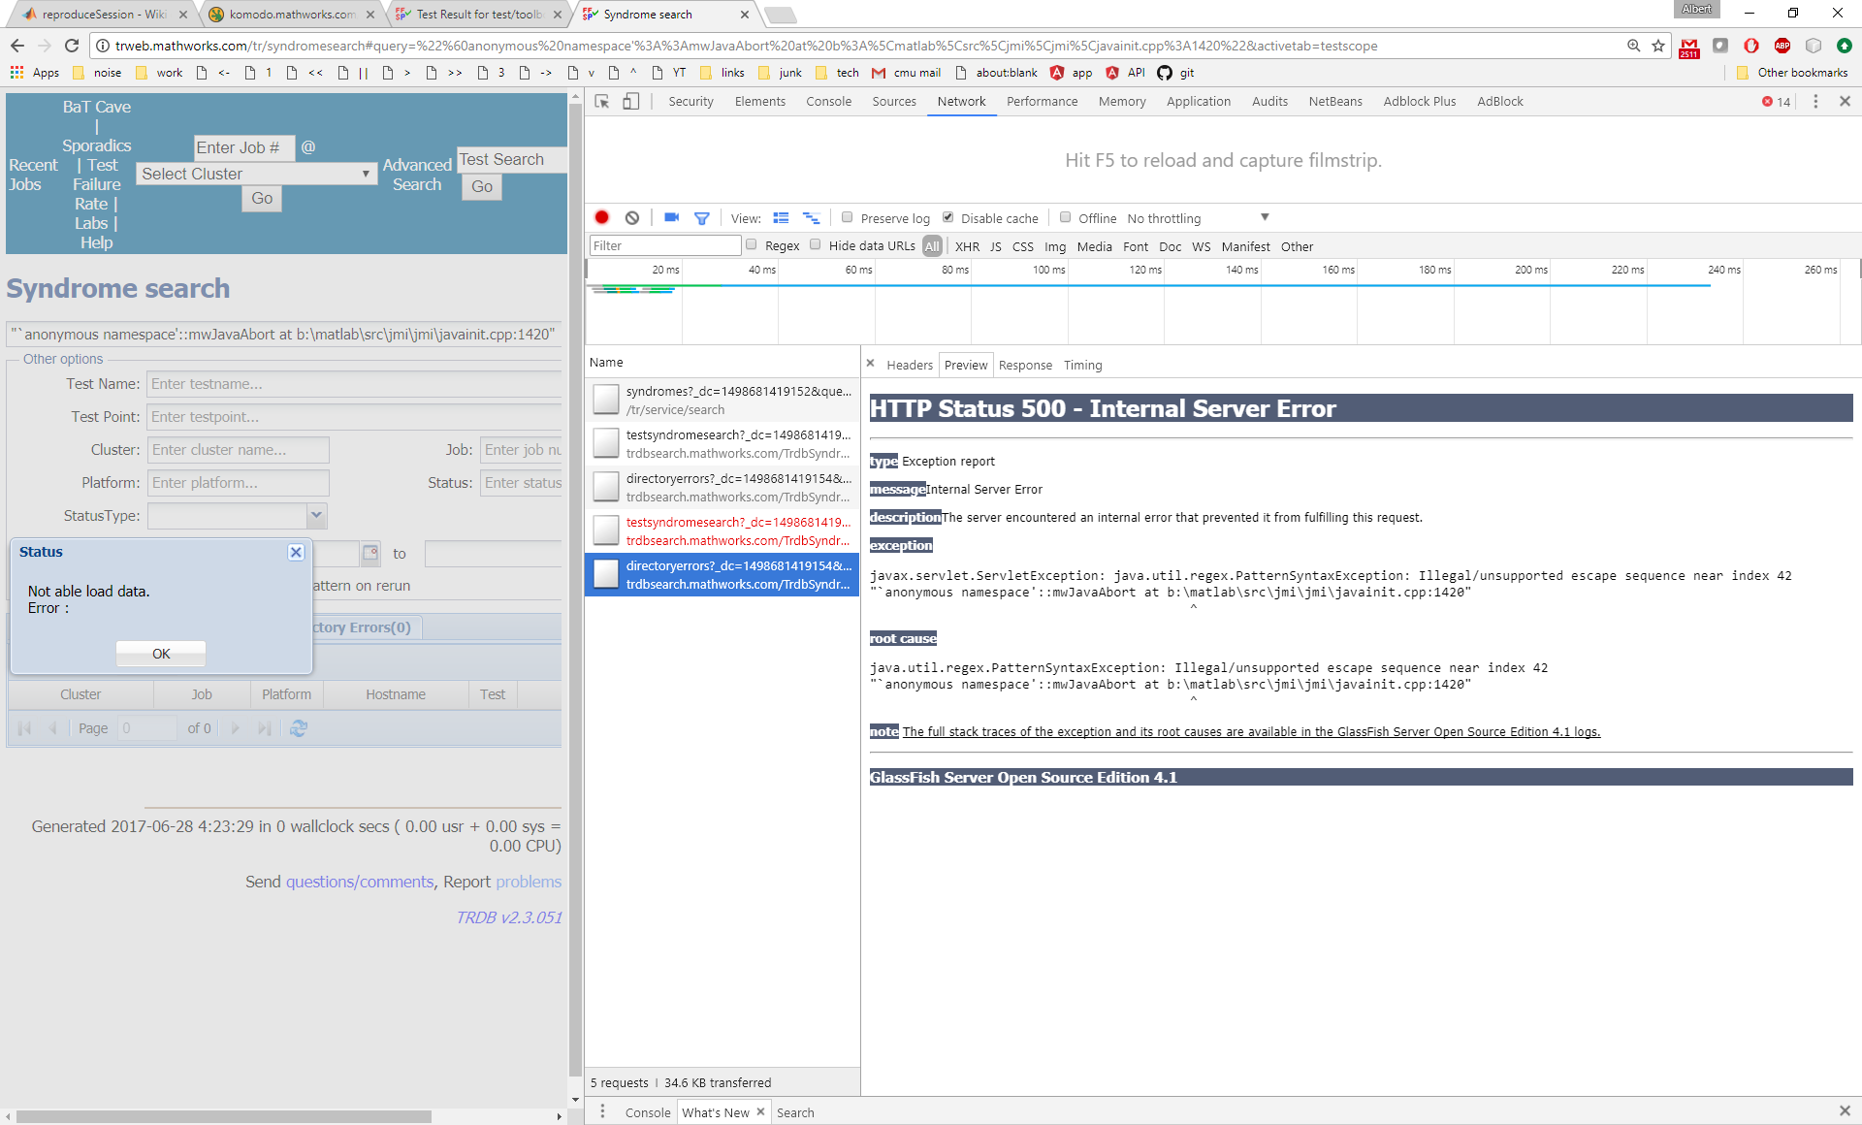 reproduceSession - Wiki
komodo.mathworks.com
Test Result for test/toolb
Syndrome search
Albert
trweb.mathworks.com/tr/syndromesearch#query=%22%60anonymous%20namespace'%3A%3AmwJavaAbort%20at%20b%3A%5Cmatlab%5Csrc%5Cjmi%5Cjmi%5Cjavainit.cpp%3A1420%22&activetab=testscope
2511
ABP
Apps noise work <- 1 << || > >> 3 -> v ^ YT links junk tech cmu mail about:blank app API git Other bookmarks
BaT Cave
|
Sporadics
| Test
Failure
Rate |
Labs |
Help
Recent
Jobs
Enter Job # @
Select Cluster
Go
Advanced
Search
Test Search
Go
Syndrome search
"`anonymous namespace'::mwJavaAbort at b:\matlab\src\jmi\jmi\javainit.cpp:1420"
Other options
Test Name: Enter testname...
Test Point: Enter testpoint...
Cluster: Enter cluster name... Job: Enter job nu
Platform: Enter platform... Status: Enter status
StatusType:
to
attern on rerun
Status
Not able load data.
Error :
OK
ctory Errors(0)
Cluster Job Platform Hostname Test
Page 0 of 0
Generated 2017-06-28 4:23:29 in 0 wallclock secs ( 0.00 usr + 0.00 sys =
0.00 CPU)
Send questions/comments, Report problems
TRDB v2.3.051
Security Elements Console Sources Network Performance Memory Application Audits NetBeans Adblock Plus AdBlock 14
Hit F5 to reload and capture filmstrip.
View: Preserve log Disable cache Offline No throttling
Filter Regex Hide data URLs All XHR JS CSS Img Media Font Doc WS Manifest Other
20 ms 40 ms 60 ms 80 ms 100 ms 120 ms 140 ms 160 ms 180 ms 200 ms 220 ms 240 ms 260 ms
Name
syndromes?_dc=1498681419152&que...
/tr/service/search
testsyndromesearch?_dc=149868141 9...
trdbsearch.mathworks.com/TrdbSyndr...
directoryerrors?_dc=1498681419154&...
trdbsearch.mathworks.com/TrdbSyndr...
testsyndromesearch?_dc=1498681419...
trdbsearch.mathworks.com/TrdbSyndr...
directoryerrors?_dc=1498681419154&...
trdbsearch.mathworks.com/TrdbSyndr...
5 requests | 34.6 KB transferred
Headers Preview Response Timing
HTTP Status 500 - Internal Server Error
type Exception report
messageInternal Server Error
descriptionThe server encountered an internal error that prevented it from fulfilling this request.
exception
javax.servlet.ServletException: java.util.regex.PatternSyntaxException: Illegal/unsupported escape sequence near index 42
"`anonymous namespace'::mwJavaAbort at b:\matlab\src\jmi\jmi\javainit.cpp:1420"
^
root cause
java.util.regex.PatternSyntaxException: Illegal/unsupported escape sequence near index 42
"`anonymous namespace'::mwJavaAbort at b:\matlab\src\jmi\jmi\javainit.cpp:1420"
^
note The full stack traces of the exception and its root causes are available in the GlassFish Server Open Source Edition 4.1 logs.
GlassFish Server Open Source Edition 4.1
Console What's New Search